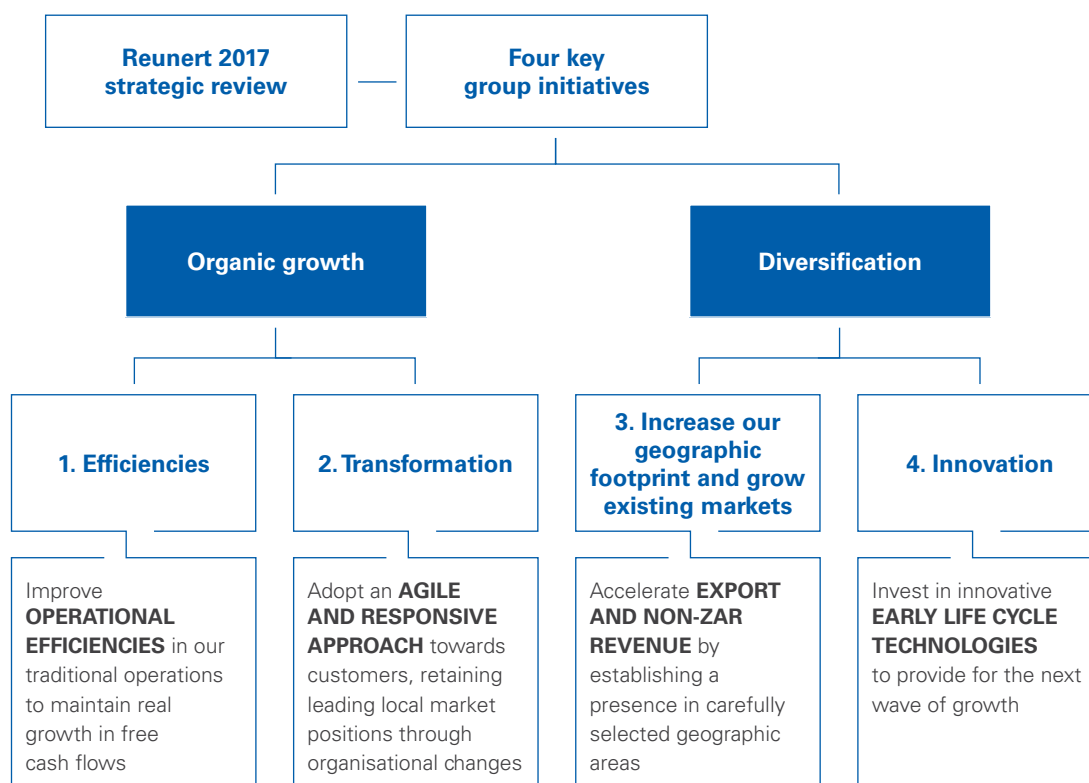 Reunert 2017
strategic review
Four key
group initiatives
Organic growth
Diversification
1. Efficiencies
2. Transformation
3. Increase our
geographic
footprint and grow
existing markets
4. Innovation
Improve
OPERATIONAL
EFFICIENCIES in our
traditional operations
to maintain real
growth in free
cash flows
Adopt an AGILE
AND RESPONSIVE
APPROACH towards
customers, retaining
leading local market
positions through
organisational changes
Accelerate EXPORT
AND NON-ZAR
REVENUE by
establishing a
presence in carefully
selected geographic
areas
Invest in innovative
EARLY LIFE CYCLE
TECHNOLOGIES
to provide for the next
wave of growth